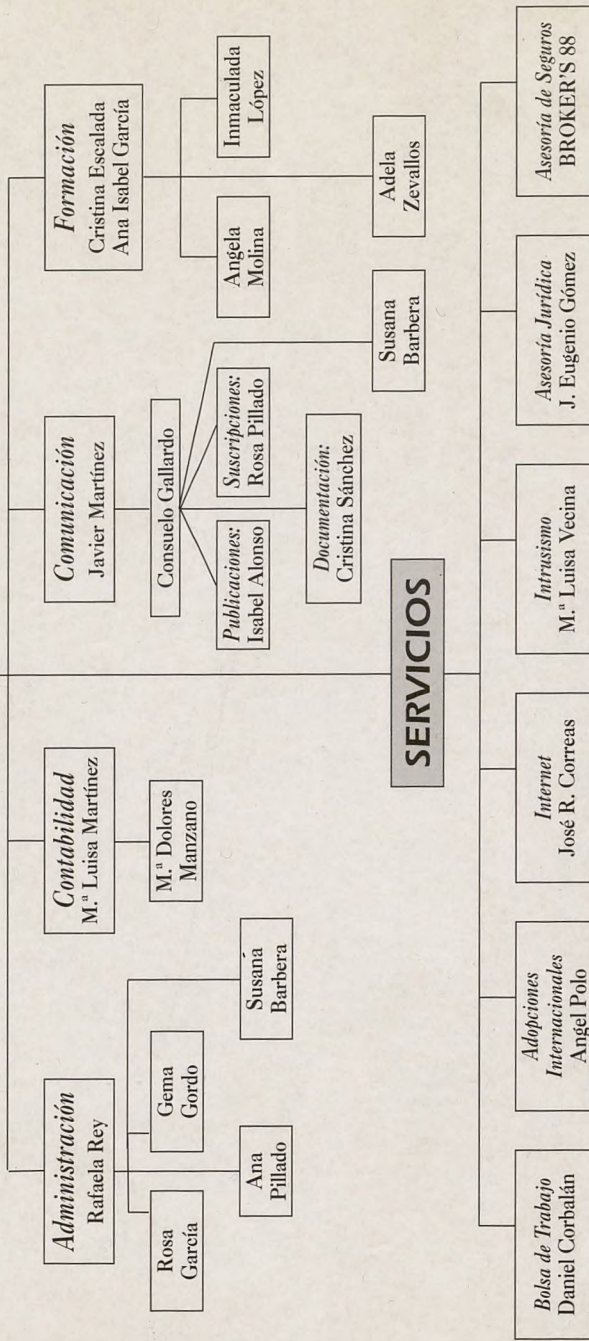 Administración
Rafaela Rey
Rosa
García
Gema
Gordo
Ana
Pillado
Susana
Barbera
Contabilidad
M.ª Luisa Martínez
M.ª Dolores
Manzano
Comunicación
Javier Martínez
Consuelo Gallardo
Publicaciones:
Isabel Alonso
Suscripciones:
Rosa Pillado
Documentación:
Cristina Sánchez
Susana
Barbera
Formación
Cristina Escalada
Ana Isabel García
Angela
Molina
Inmaculada
López
Adela
Zevallos
SERVICIOS
Bolsa de Trabajo
Daniel Corbalán
Adopciones
Internacionales
Angel Polo
Internet
José R. Correas
Intrusismo
M.ª Luisa Vecina
Asesoría Jurídica
J. Eugenio Gómez
Asesoría de Seguros
BROKER'S 88